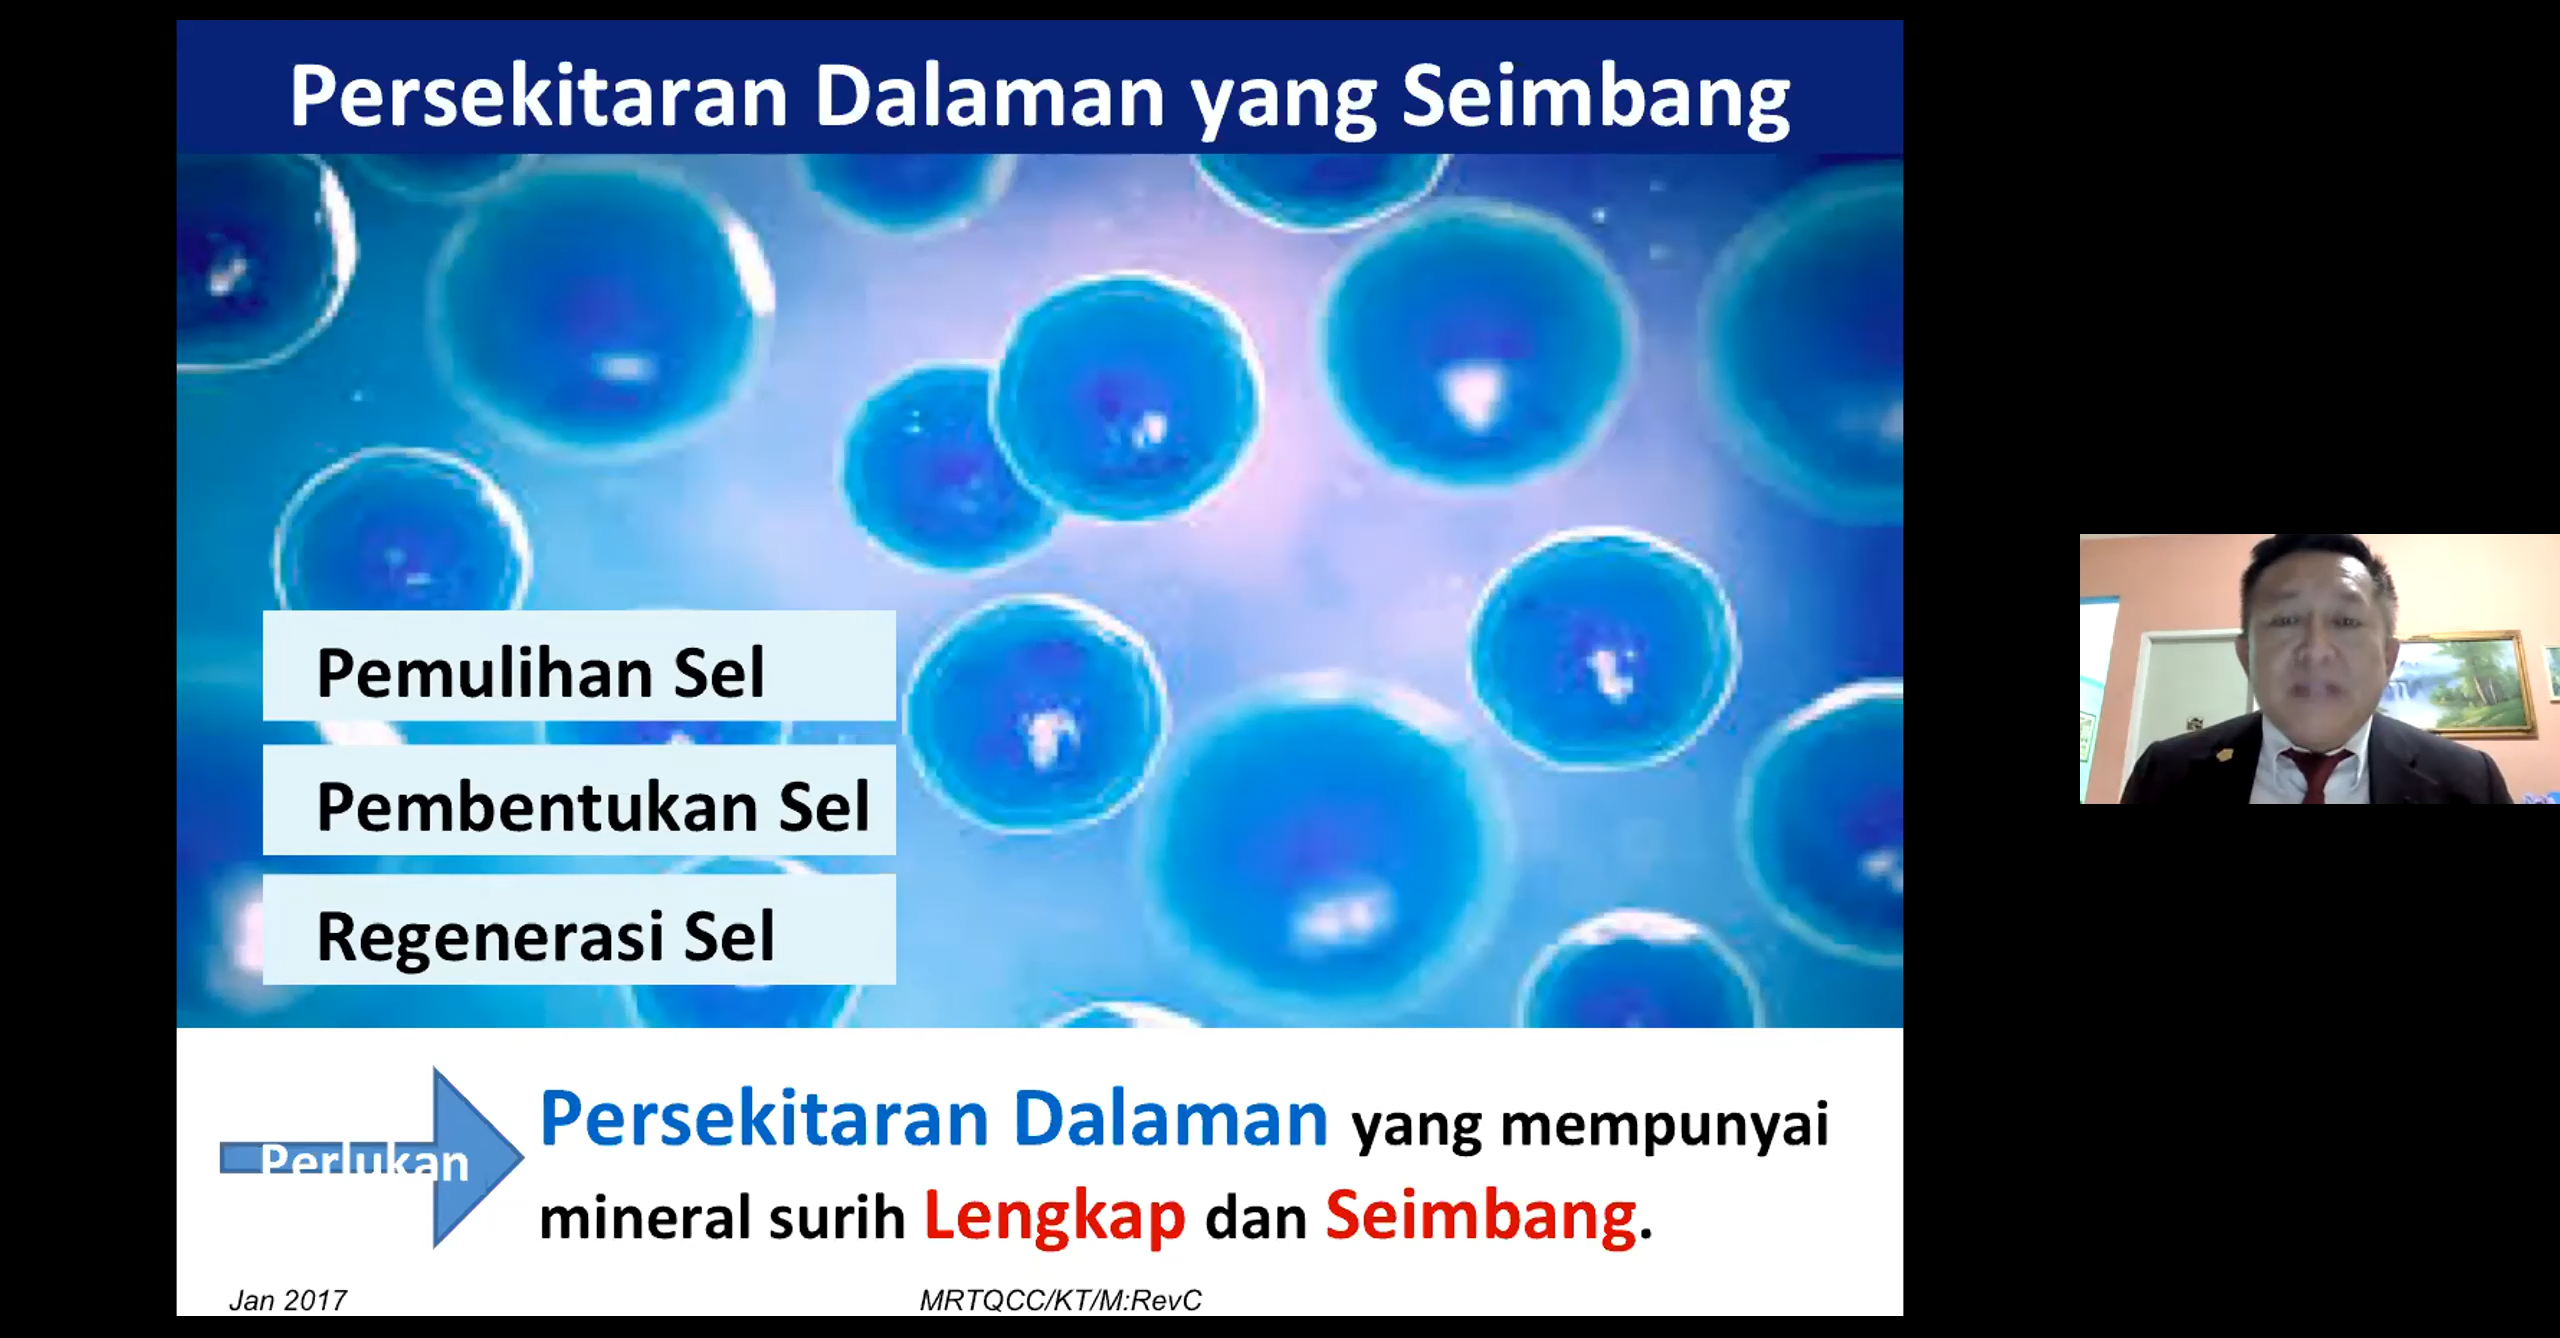 Persekitaran Dalaman yang Seimbang
Pemulihan Sel
Pembentukan Sel
Regenerasi Sel
Perlukan
Persekitaran Dalaman yang mempunyai
mineral surih Lengkap dan Seimbang.
Jan 2017
MRTQCC/KT/M:RevC